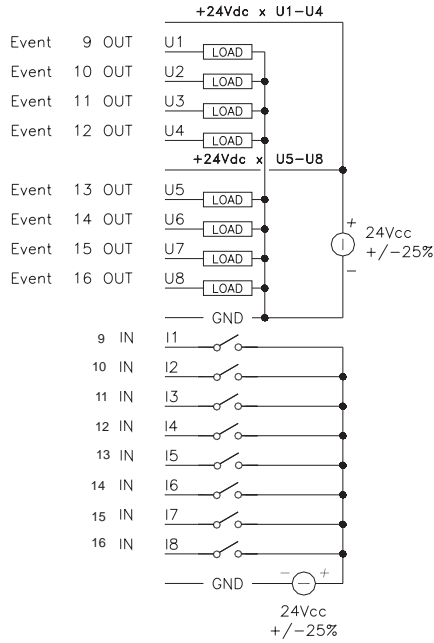 +24Vdc x U1-U4
Event 9 OUT U1 LOAD
Event 10 OUT U2 LOAD
Event 11 OUT U3 LOAD
Event 12 OUT U4 LOAD
+24Vdc x U5-U8
Event 13 OUT U5 LOAD
Event 14 OUT U6 LOAD
Event 15 OUT U7 LOAD
Event 16 OUT U8 LOAD
+
24Vcc
+/-25%
-
GND
9 IN I1
10 IN I2
11 IN I3
12 IN I4
13 IN I5
14 IN I6
15 IN I7
16 IN I8
GND - +
24Vcc
+/-25%